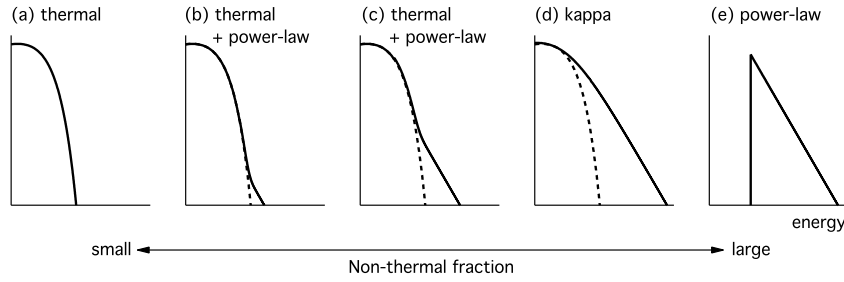 (a) thermal
(b) thermal
+ power-law
(c) thermal
+ power-law
(d) kappa
(e) power-law
energy
small
large
Non-thermal fraction